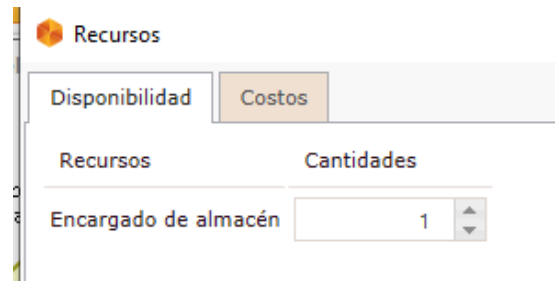 Recursos
Disponibilidad Costos
Recursos Cantidades
Encargado de almacén 1